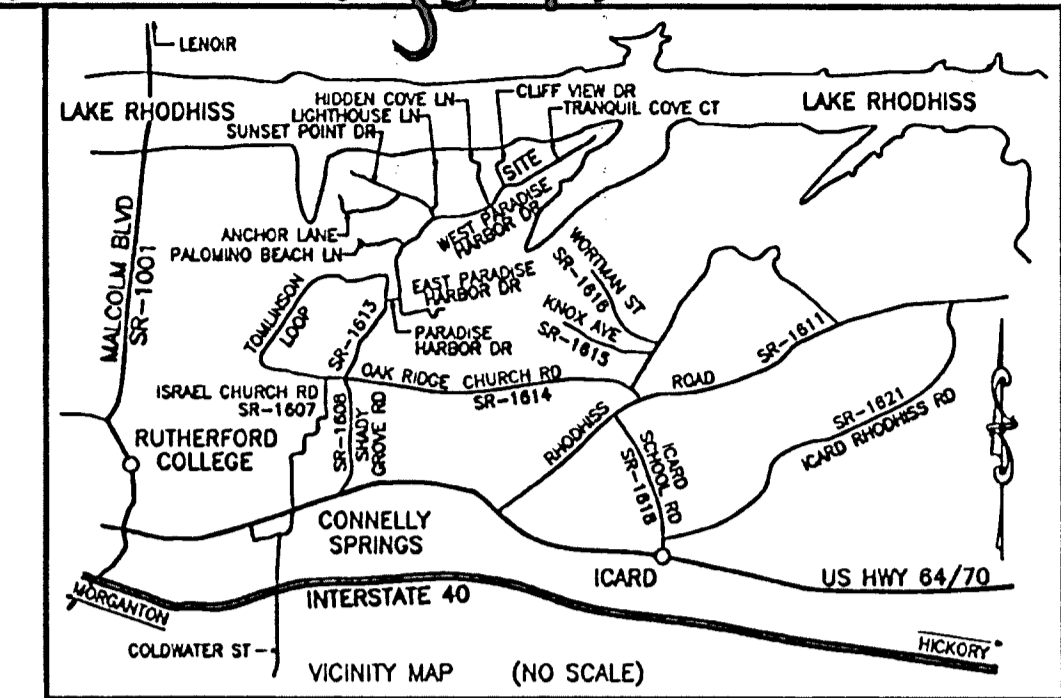 LENOIR
LAKE RHODHISS
HIDDEN COVE LN
CLIFF VIEW DR
LIGHTHOUSE LN
TRANQUIL COVE CT
LAKE RHODHISS
SUNSET POINT DR
SITE
ANCHOR LANE
PALOMINO BEACH LN
WEST PARADISE
HARBOR DR
MALCOLM BLVD
SR-1001
EAST PARADISE
HARBOR DR
WORTMAN ST
SR-1616
TOMLINSON
LOOP
SR-1613
PARADISE
HARBOR DR
KNOX AVE
SR-1615
SR-1611
ISRAEL CHURCH RD
SR-1607
OAK RIDGE CHURCH RD
SR-1614
RHODHISS ROAD
SR-1608
SHADY
GROVE RD
RUTHERFORD
COLLEGE
ICARD
SCHOOL RD
SR-1618
SR-1621
ICARD RHODHISS RD
CONNELLY
SPRINGS
ICARD
US HWY 64/70
MORGANTON
INTERSTATE 40
HICKORY
COLDWATER ST
VICINITY MAP (NO SCALE)